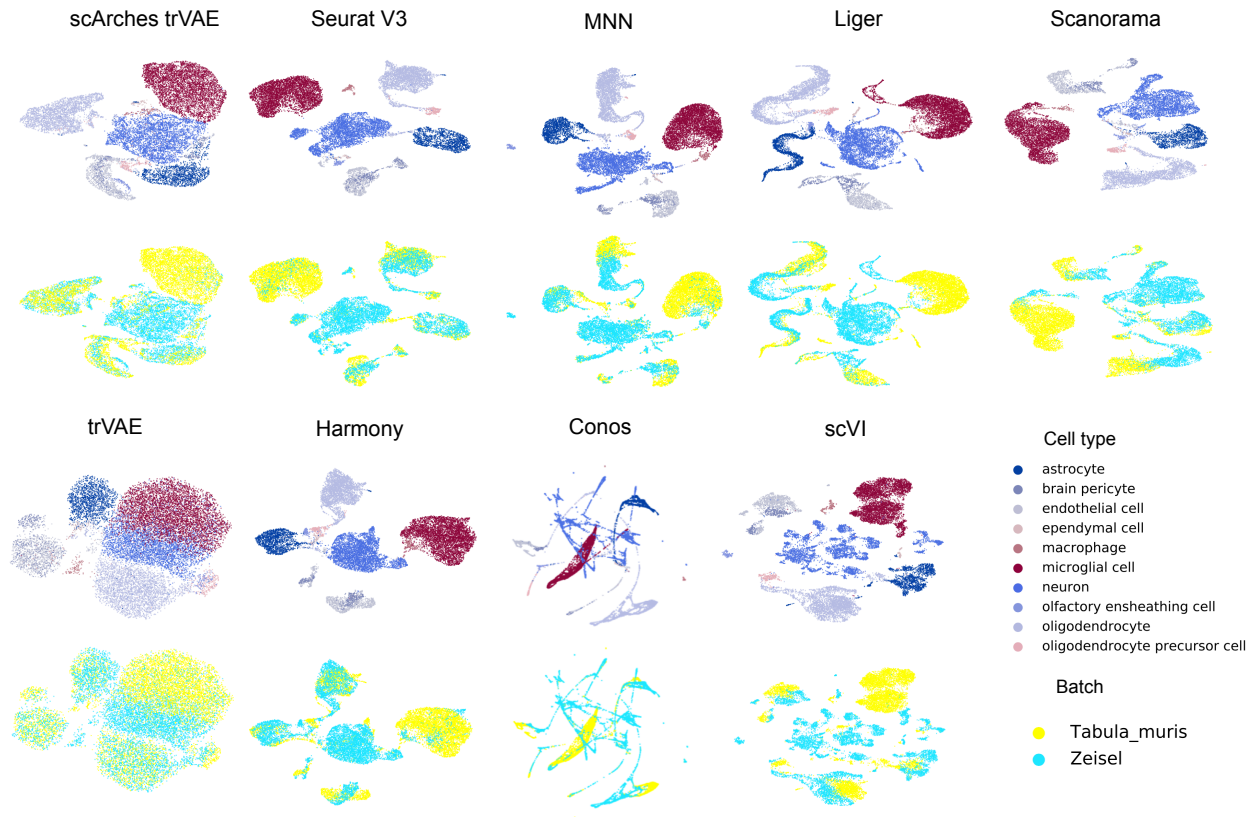 scArches trVAE
Seurat V3
MNN
Liger
Scanorama
trVAE
Harmony
Conos
scVI
Cell type
astrocyte
brain pericyte
endothelial cell
ependymal cell
macrophage
microglial cell
neuron
olfactory ensheathing cell
oligodendrocyte
oligodendrocyte precursor cell
Batch
Tabula_muris
Zeisel